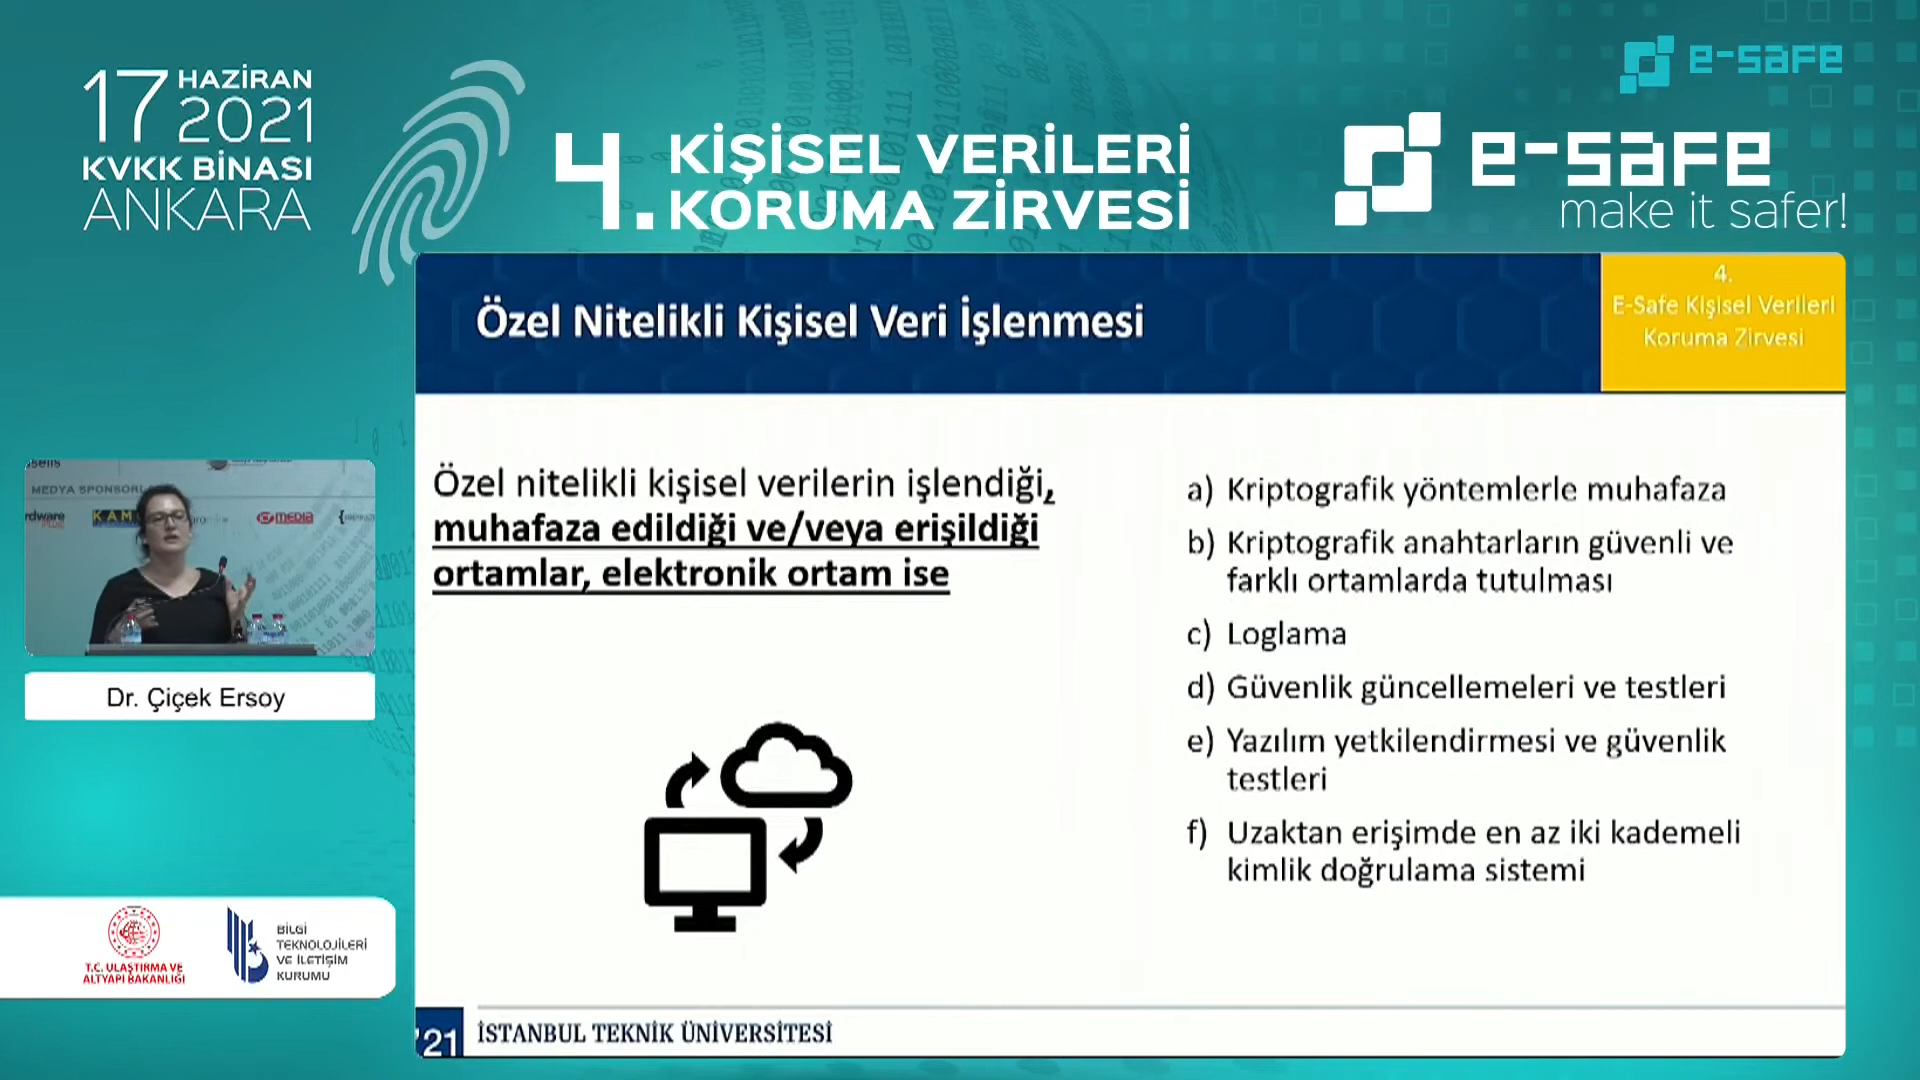 17 HAZİRAN
2021
KVKK BİNASI
ANKARA
4. KİŞİSEL VERİLERİ
KORUMA ZİRVESİ
e-safe
e-safe
make it safer!
Özel Nitelikli Kişisel Veri İşlenmesi
4.
E-Safe Kişisel Verileri
Koruma Zirvesi
Özel nitelikli kişisel verilerin işlendiği,
muhafaza edildiği ve/veya erişildiği
ortamlar, elektronik ortam ise
a) Kriptografik yöntemlerle muhafaza
b) Kriptografik anahtarların güvenli ve
farklı ortamlarda tutulması
c) Loglama
d) Güvenlik güncellemeleri ve testleri
e) Yazılım yetkilendirmesi ve güvenlik
testleri
f) Uzaktan erişimde en az iki kademeli
kimlik doğrulama sistemi
MEDYA SPONSORL
MEDIA
Dr. Çiçek Ersoy
T.C. ULAŞTIRMA VE
ALTYAPI BAKANLIĞI
BİLGİ
TEKNOLOJİLERİ
VE İLETİŞİM
KURUMU
21
İSTANBUL TEKNİK ÜNİVERSİTESİ